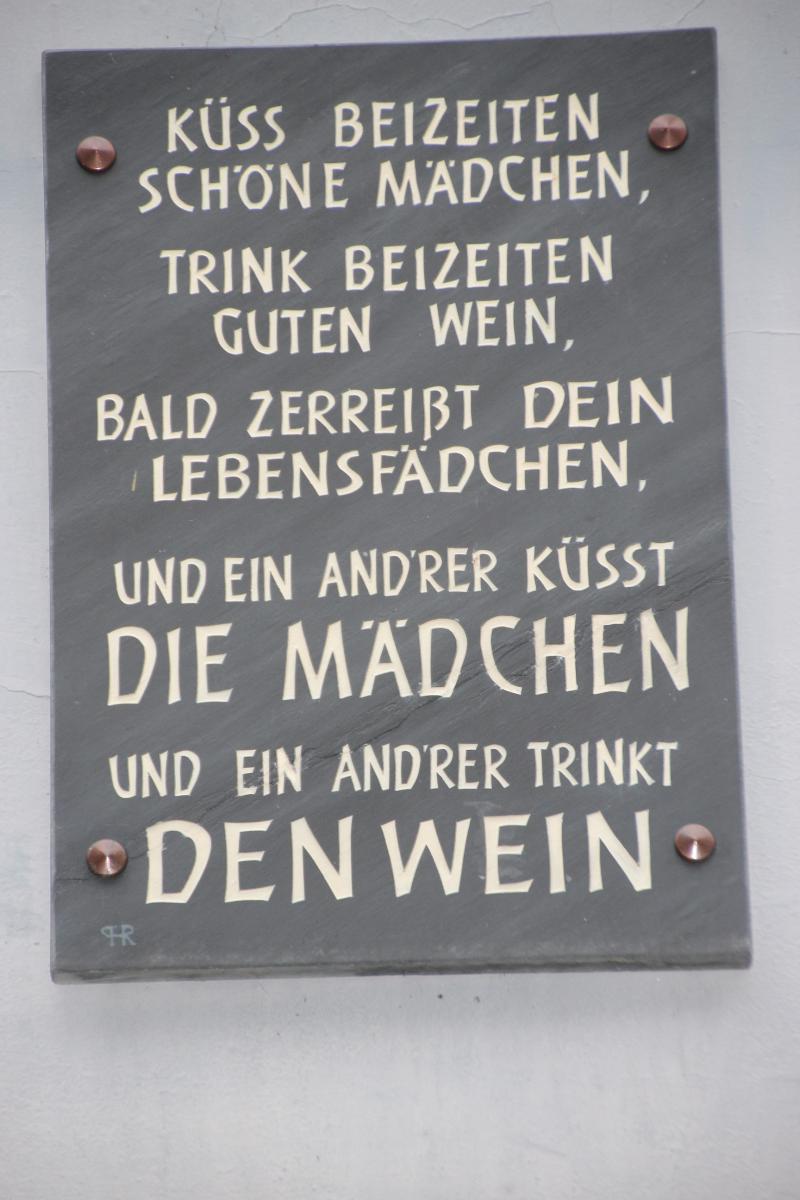 KÜSS BEIZEITEN
SCHÖNE MÄDCHEN,
TRINK BEIZEITEN
GUTEN WEIN,
BALD ZERREIßT DEIN
LEBENSFÄDCHEN,
UND EIN AND'RER KÜSST
DIE MÄDCHEN
UND EIN AND'RER TRINKT
DEN WEIN